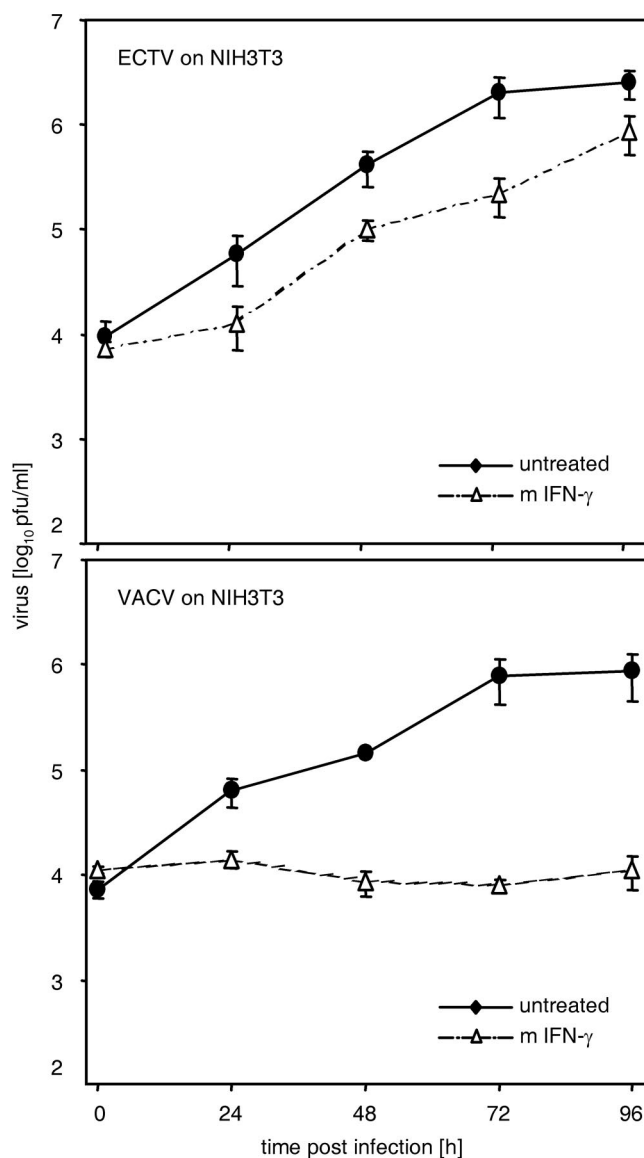 7
ECTV on NIH3T3
6
5
4
3
untreated
m IFN-γ
2
virus [log₁₀ pfu/ml]
7
VACV on NIH3T3
6
5
4
3
untreated
m IFN-γ
2
0 24 48 72 96
time post infection [h]